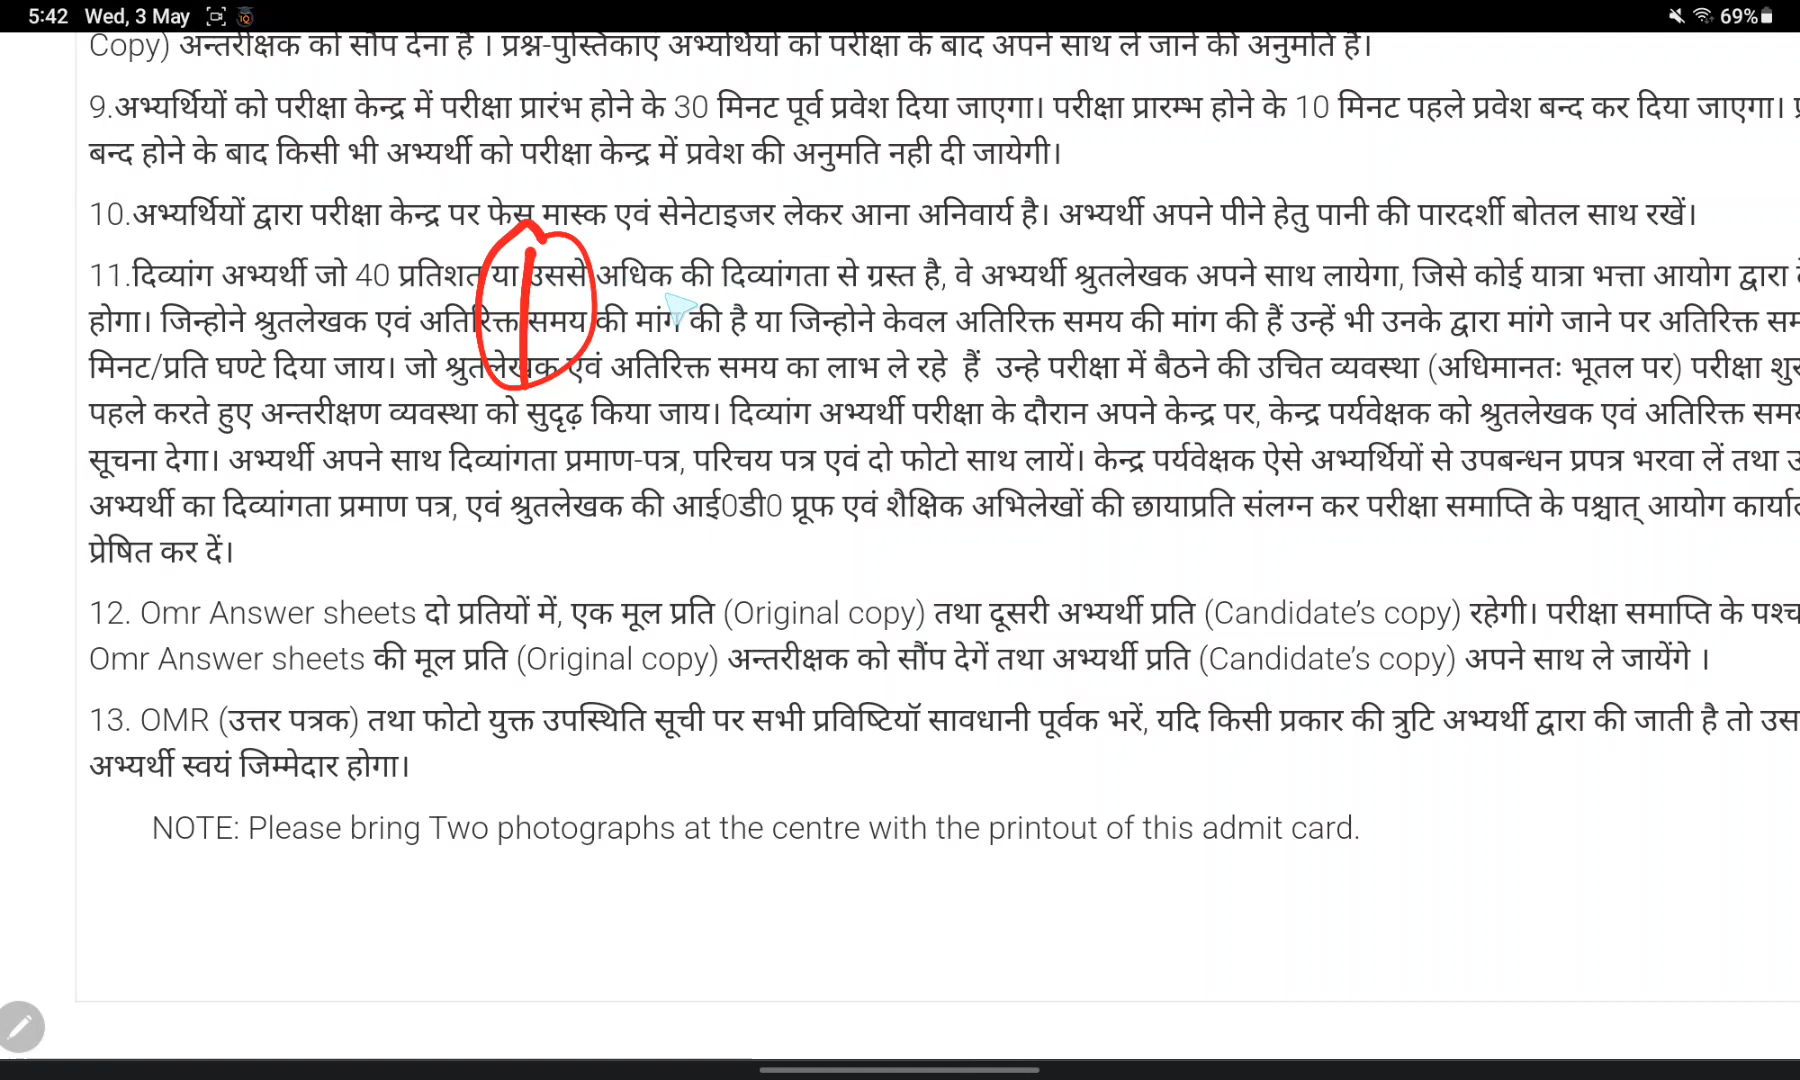 5:42 Wed, 3 May 69%
Copy) अन्तरीक्षक को सौंप देना है । प्रश्न-पुस्तिकाएं अभ्यर्थियों को परीक्षा के बाद अपने साथ ले जाने की अनुमति है।
9.अभ्यर्थियों को परीक्षा केन्द्र में परीक्षा प्रारंभ होने के 30 मिनट पूर्व प्रवेश दिया जाएगा। परीक्षा प्रारम्भ होने के 10 मिनट पहले प्रवेश बन्द कर दिया जाएगा।
बन्द होने के बाद किसी भी अभ्यर्थी को परीक्षा केन्द्र में प्रवेश की अनुमति नही दी जायेगी।
10.अभ्यर्थियों द्वारा परीक्षा केन्द्र पर फेस मास्क एवं सेनेटाइजर लेकर आना अनिवार्य है। अभ्यर्थी अपने पीने हेतु पानी की पारदर्शी बोतल साथ रखें।
11.दिव्यांग अभ्यर्थी जो 40 प्रतिशत या उससे अधिक की दिव्यांगता से ग्रस्त है, वे अभ्यर्थी श्रुतलेखक अपने साथ लायेगा, जिसे कोई यात्रा भत्ता आयोग द्वारा
होगा। जिन्होने श्रुतलेखक एवं अतिरिक्त समय की मांग की है या जिन्होने केवल अतिरिक्त समय की मांग की हैं उन्हें भी उनके द्वारा मांगे जाने पर अतिरिक्त
मिनट/प्रति घण्टे दिया जाय। जो श्रुतलेखक एवं अतिरिक्त समय का लाभ ले रहे हैं उन्हे परीक्षा में बैठने की उचित व्यवस्था (अधिमानतः भूतल पर) परीक्षा
पहले करते हुए अन्तरीक्षण व्यवस्था को सुदृढ़ किया जाय। दिव्यांग अभ्यर्थी परीक्षा के दौरान अपने केन्द्र पर, केन्द्र पर्यवेक्षक को श्रुतलेखक एवं अतिरिक्त
सूचना देगा। अभ्यर्थी अपने साथ दिव्यांगता प्रमाण-पत्र, परिचय पत्र एवं दो फोटो साथ लायें। केन्द्र पर्यवेक्षक ऐसे अभ्यर्थियों से उपबन्धन प्रपत्र भरवा लें तथा
अभ्यर्थी का दिव्यांगता प्रमाण पत्र, एवं श्रुतलेखक की आई0डी0 प्रूफ एवं शैक्षिक अभिलेखों की छायाप्रति संलग्न कर परीक्षा समाप्ति के पश्चात् आयोग
प्रेषित कर दें।
12. Omr Answer sheets दो प्रतियों में, एक मूल प्रति (Original copy) तथा दूसरी अभ्यर्थी प्रति (Candidate's copy) रहेगी। परीक्षा समाप्ति के
Omr Answer sheets की मूल प्रति (Original copy) अन्तरीक्षक को सौंप देगें तथा अभ्यर्थी प्रति (Candidate's copy) अपने साथ ले जायेंगे ।
13. OMR (उत्तर पत्रक) तथा फोटो युक्त उपस्थिति सूची पर सभी प्रविष्टियॉ सावधानी पूर्वक भरें, यदि किसी प्रकार की त्रुटि अभ्यर्थी द्वारा की जाती है तो
अभ्यर्थी स्वयं जिम्मेदार होगा।
NOTE: Please bring Two photographs at the centre with the printout of this admit card.